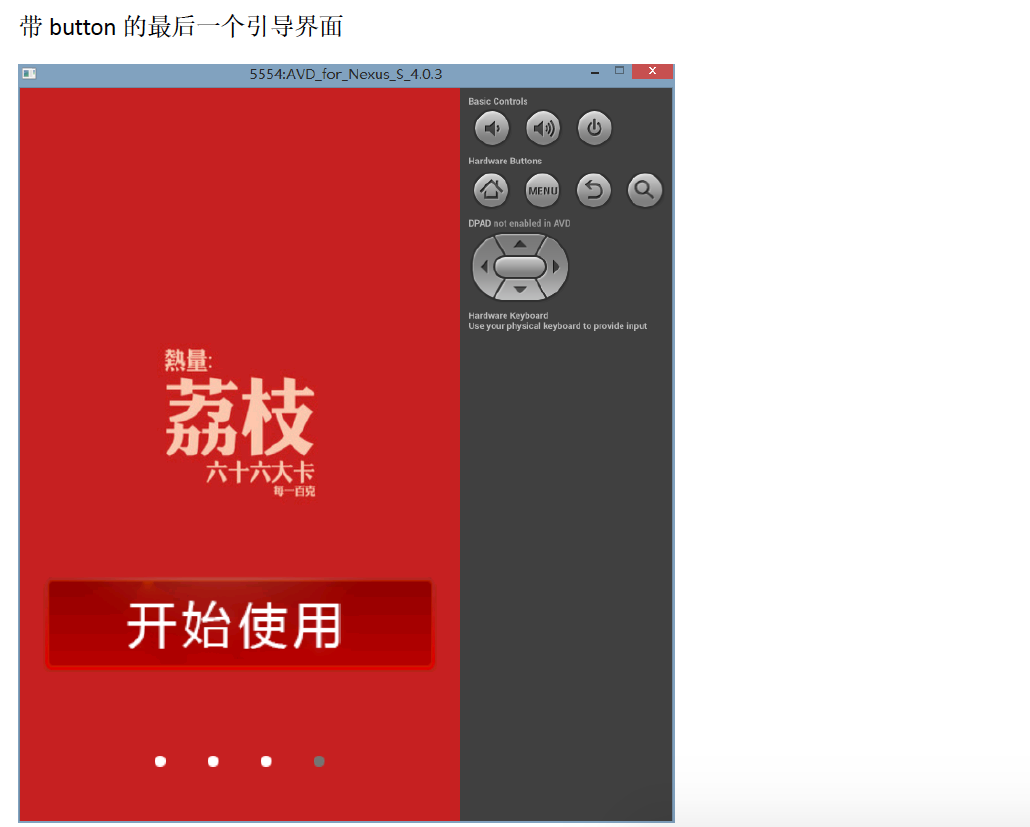 带 button 的最后一个引导界面
5554:AVD_for_Nexus_S_4.0.3
Basic Controls
Hardware Buttons
MENU
DPAD not enabled in AVD
Hardware Keyboard
Use your physical keyboard to provide input
熱量:
荔枝
六十六大卡
每一百克
开始使用